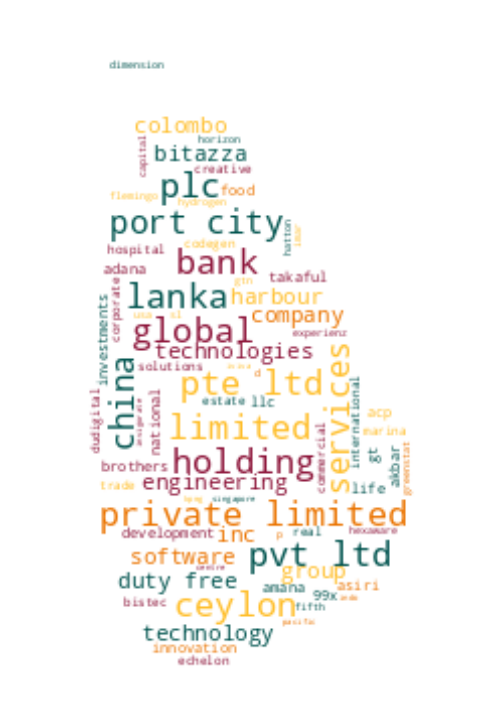 dimension
colombo
horizon
capital
bitazza
creative
plc
food
flamingo
hydrogen
port city
hatton
codegen
hospital
bank
adana
takaful
corporate
lanka
harbour
investments
company
usa
sl
global
experienz
technologies
china
solutions
services
pte ltd
d
estate
llc
international
national
dudigital
limited
acp
marina
commercial
holding
gt
akbar
greenstat
brothers
engineering
trade
life
singapore
private limited
development
inc
p
real
hexaware
software
pvt ltd
centre
group
duty free
amana
asiri
99x
bistec
ceylon
fifth
pacific
technology
innovation
echelon